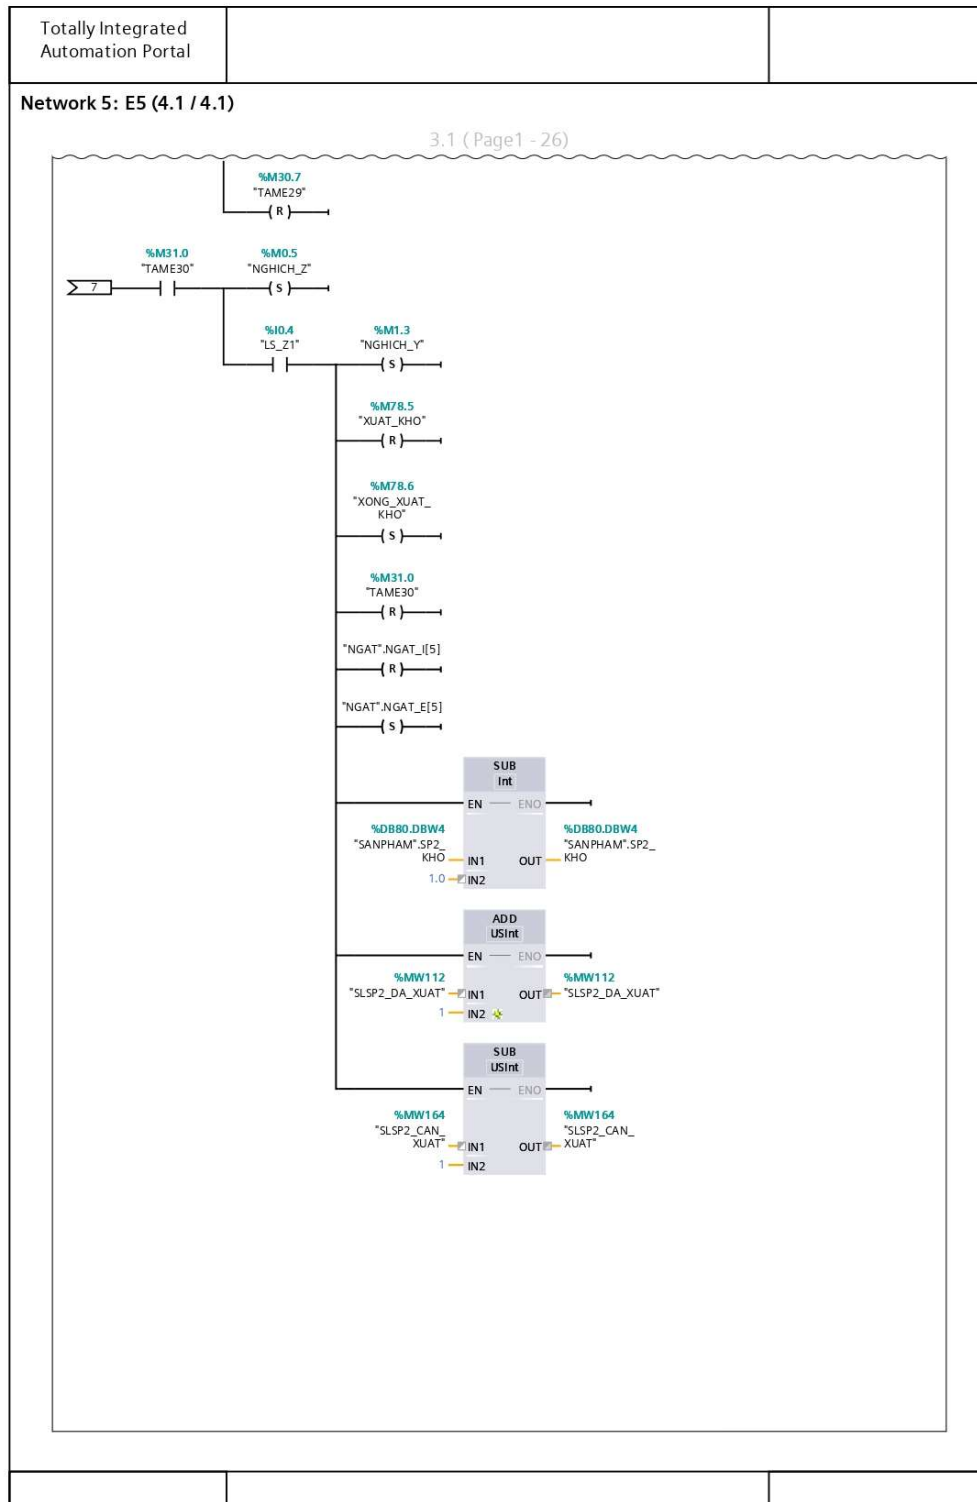 Totally Integrated
Automation Portal
Network 5: E5 (4.1 / 4.1)
3.1 ( Page1 - 26)
%M30.7
"TAME29"
R
%M31.0
"TAME30"
%M0.5
"NGHICH_Z"
7
S
%I0.4
"LS_Z1"
%M1.3
"NGHICH_Y"
S
%M78.5
"XUAT_KHO"
R
%M78.6
"XONG_XUAT_
KHO"
S
%M31.0
"TAME30"
R
"NGAT".NGAT_I[5]
R
"NGAT".NGAT_E[5]
S
SUB
Int
EN ENO
%DB80.DBW4
"SANPHAM".SP2_
KHO
IN1
OUT
%DB80.DBW4
"SANPHAM".SP2_
KHO
1.0 IN2
ADD
USInt
EN ENO
%MW112
"SLSP2_DA_XUAT"
IN1
OUT
%MW112
"SLSP2_DA_XUAT"
1 IN2
SUB
USInt
EN ENO
%MW164
"SLSP2_CAN_
XUAT"
IN1
OUT
%MW164
"SLSP2_CAN_
XUAT"
1 IN2